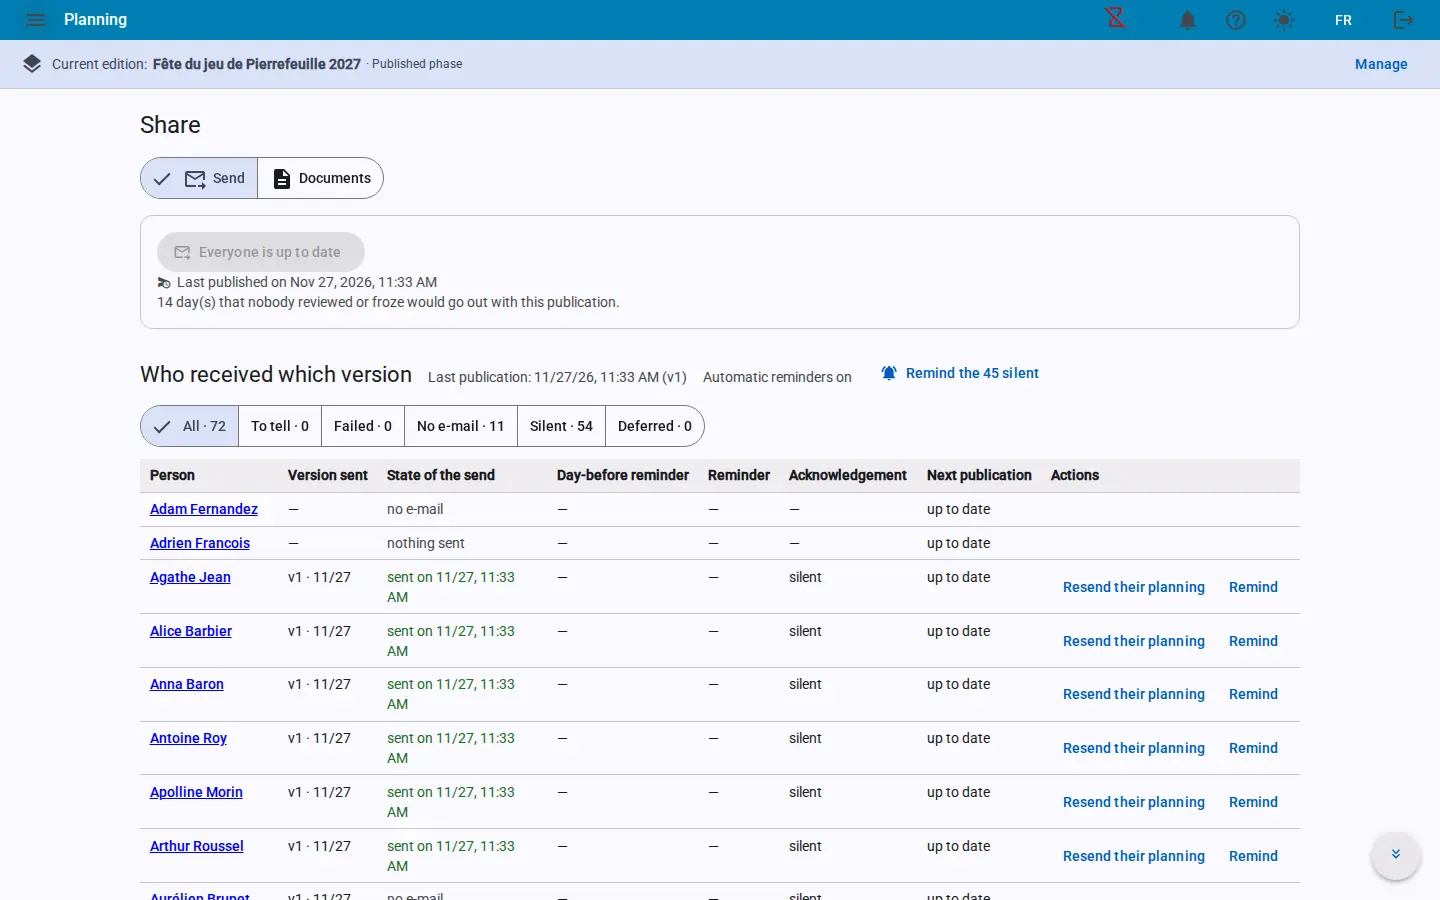 Planning
FR
Current edition: Fête du jeu de Pierrefeuille 2027 · Published phase
Manage
Share
Send
Documents
Everyone is up to date
Last published on Nov 27, 2026, 11:33 AM
14 day(s) that nobody reviewed or froze would go out with this publication.
Who received which version Last publication: 11/27/26, 11:33 AM (v1) Automatic reminders on Remind the 45 silent
All · 72 To tell · 0 Failed · 0 No e-mail · 11 Silent · 54 Deferred · 0
Person Version sent State of the send Day-before reminder Reminder Acknowledgement Next publication Actions
Adam Fernandez — no e-mail — — — up to date
Adrien Francois — nothing sent — — — up to date
Agathe Jean v1 · 11/27 sent on 11/27, 11:33 AM — — silent up to date Resend their planning Remind
Alice Barbier v1 · 11/27 sent on 11/27, 11:33 AM — — silent up to date Resend their planning Remind
Anna Baron v1 · 11/27 sent on 11/27, 11:33 AM — — silent up to date Resend their planning Remind
Antoine Roy v1 · 11/27 sent on 11/27, 11:33 AM — — silent up to date Resend their planning Remind
Apolline Morin v1 · 11/27 sent on 11/27, 11:33 AM — — silent up to date Resend their planning Remind
Arthur Roussel v1 · 11/27 sent on 11/27, 11:33 AM — — silent up to date Resend their planning Remind
Aurélien Brunet v1 · 11/27 no e-mail — — silent up to date